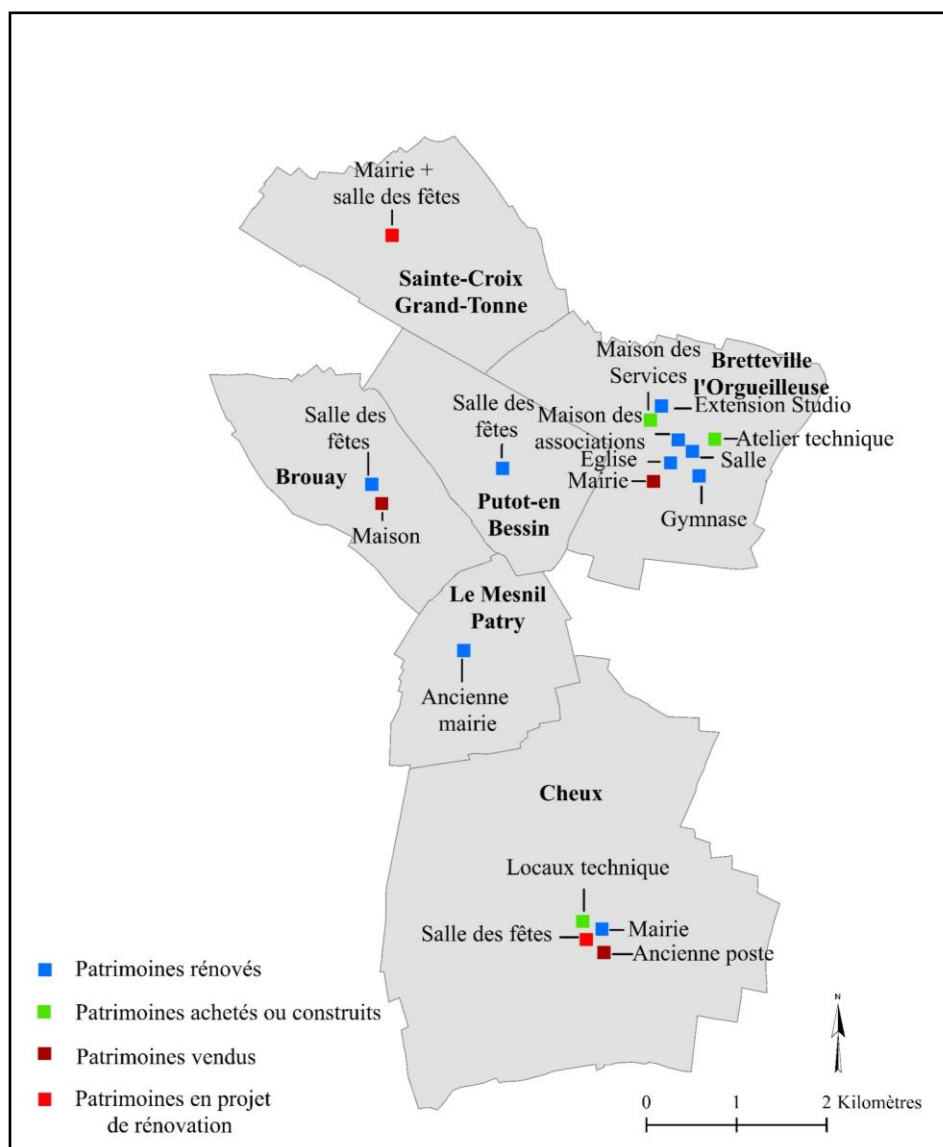 Mairie +
salle des fêtes
Sainte-Croix
Grand-Tonne
Maison des
Services
Bretteville
l'Orgueilleuse
Extension Studio
Maison des
associations
Atelier technique
Salle
Eglise
Mairie
Gymnase
Salle des
fêtes
Putot-en
Bessin
Salle des
fêtes
Brouay
Maison
Le Mesnil
Patry
Ancienne
mairie
Cheux
Locaux technique
Salle des fêtes
Mairie
Ancienne poste
Patrimoines rénovés
Patrimoines achetés ou construits
Patrimoines vendus
Patrimoines en projet
de rénovation
N
0 1 2 Kilomètres